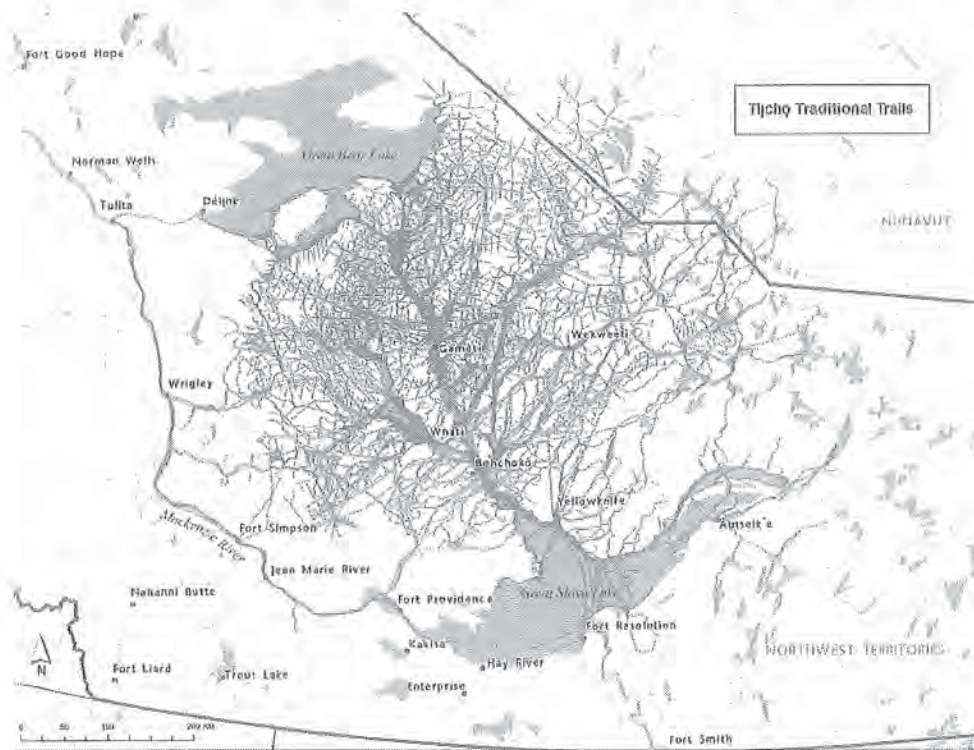 Fort Good Hope
Tłįchǫ Traditional Trails
Great Bear Lake
Norman Wells
Tulita
Délįne
NUNAVUT
Wekweètì
Gamètì
Wrigley
Whatì
Behchokǫ̀
Yellowknife
Łutselk'e
Fort Simpson
Mackenzie River
Jean Marie River
Nahanni Butte
Fort Providence
Great Slave Lake
Fort Resolution
NORTHWEST TERRITORIES
Kakisa
N
Hay River
Fort Liard
Trout Lake
Enterprise
0 50 100 200 KM
Fort Smith